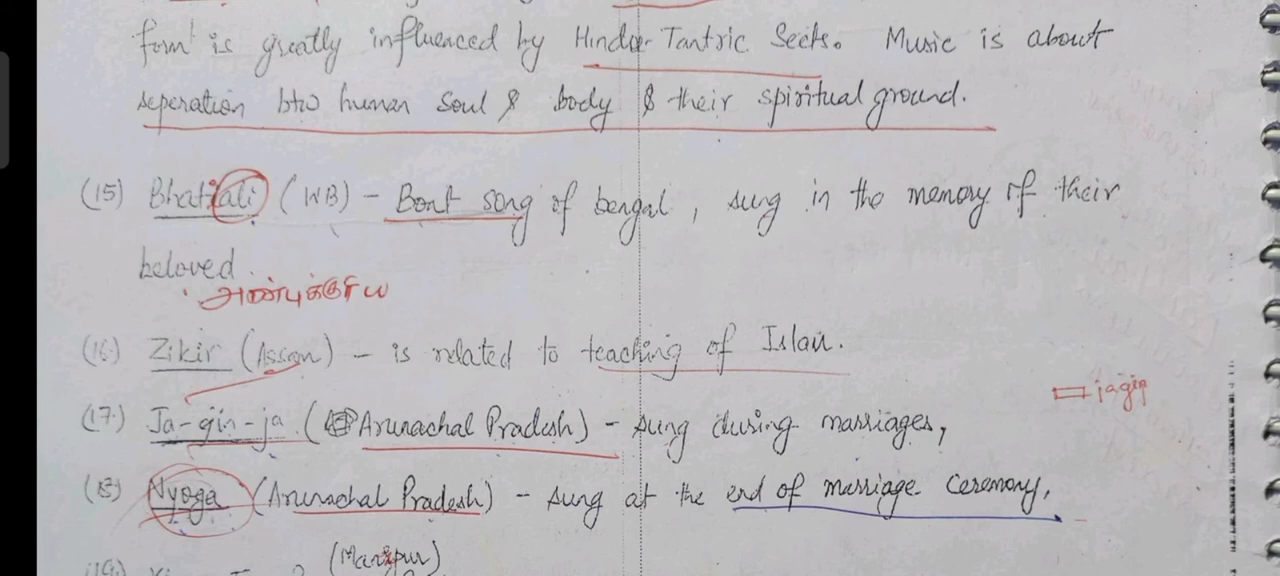 form is greatly influenced by Hindu Tantric Sects. Music is about
seperation btw human soul & body & their spiritual ground.
(15) Bhatiali (WB) - Boat song of bengal, sung in the memory of their
beloved
அன்புக்குரிய
(16) Zikir (Assam) - is related to teaching of Islam.
jagin
(17) Ja-gin-ja (Arunachal Pradesh) - sung during marriages,
(18) Nyoga (Arunachal Pradesh) - sung at the end of marriage ceremony.
(19) (Manipur)